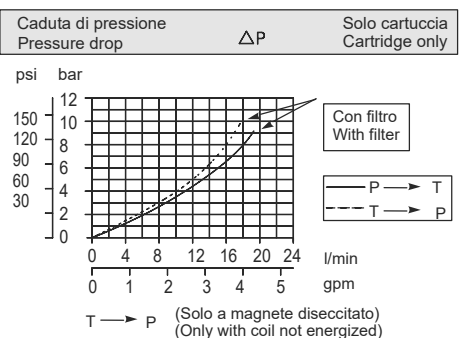 Caduta di pressione
Pressure drop
△P
Solo cartuccia
Cartridge only
psi bar
12
150 10
120 8
90 6
60 4
30 2
0
0 4 8 12 16 20 24 l/min
0 1 2 3 4 5 gpm
Con filtro
With filter
P → T
T → P
T → P (Solo a magnete diseccitato)
(Only with coil not energized)